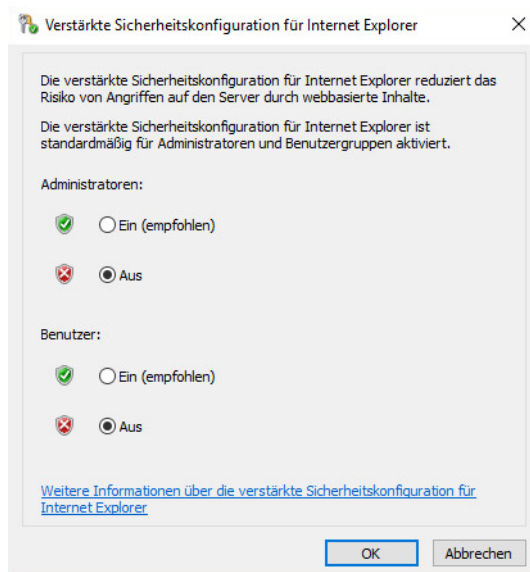 Verstärkte Sicherheitskonfiguration für Internet Explorer
Die verstärkte Sicherheitskonfiguration für Internet Explorer reduziert das
Risiko von Angriffen auf den Server durch webbasierte Inhalte.
Die verstärkte Sicherheitskonfiguration für Internet Explorer ist
standardmäßig für Administratoren und Benutzergruppen aktiviert.
Administratoren:
Ein (empfohlen)
Aus
Benutzer:
Ein (empfohlen)
Aus
Weitere Informationen über die verstärkte Sicherheitskonfiguration für
Internet Explorer
OK
Abbrechen